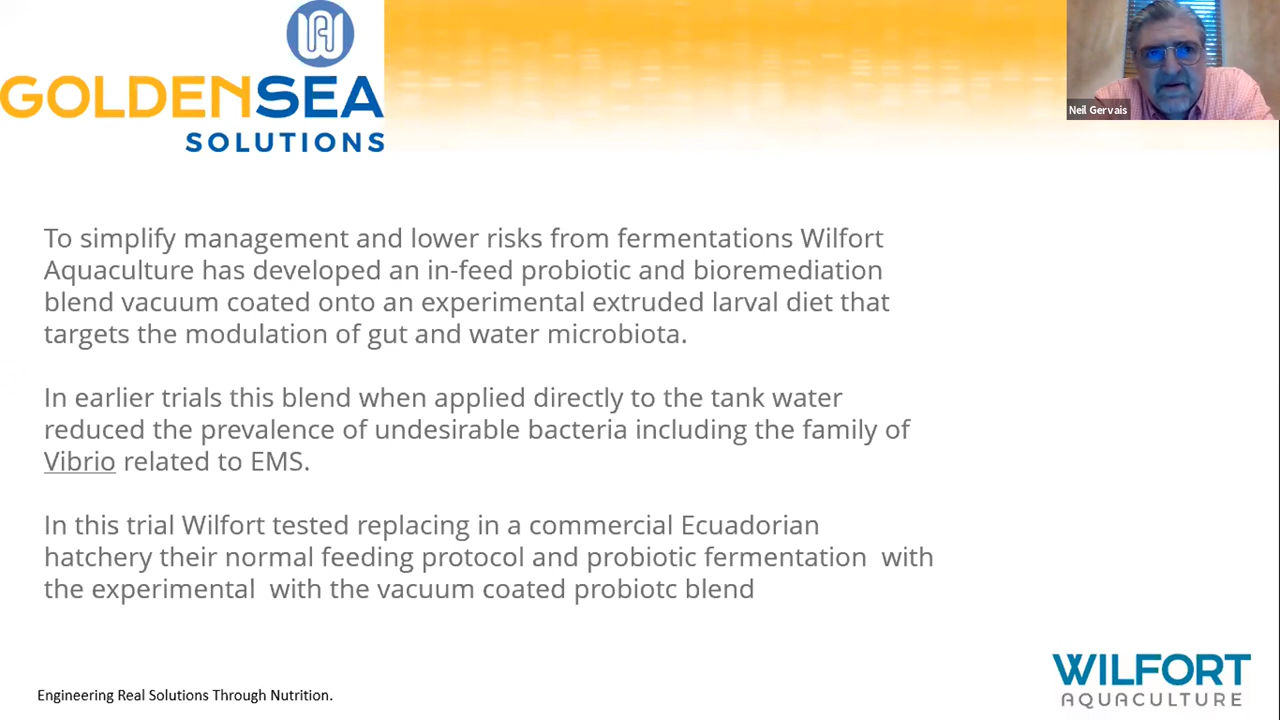 GOLDENSEA
SOLUTIONS
Neil Gervais
To simplify management and lower risks from fermentations Wilfort
Aquaculture has developed an in-feed probiotic and bioremediation
blend vacuum coated onto an experimental extruded larval diet that
targets the modulation of gut and water microbiota.
In earlier trials this blend when applied directly to the tank water
reduced the prevalence of undesirable bacteria including the family of
Vibrio related to EMS.
In this trial Wilfort tested replacing in a commercial Ecuadorian
hatchery their normal feeding protocol and probiotic fermentation  with
the experimental  with the vacuum coated probiotc blend
Engineering Real Solutions Through Nutrition.
WILFORT
AQUACULTURE